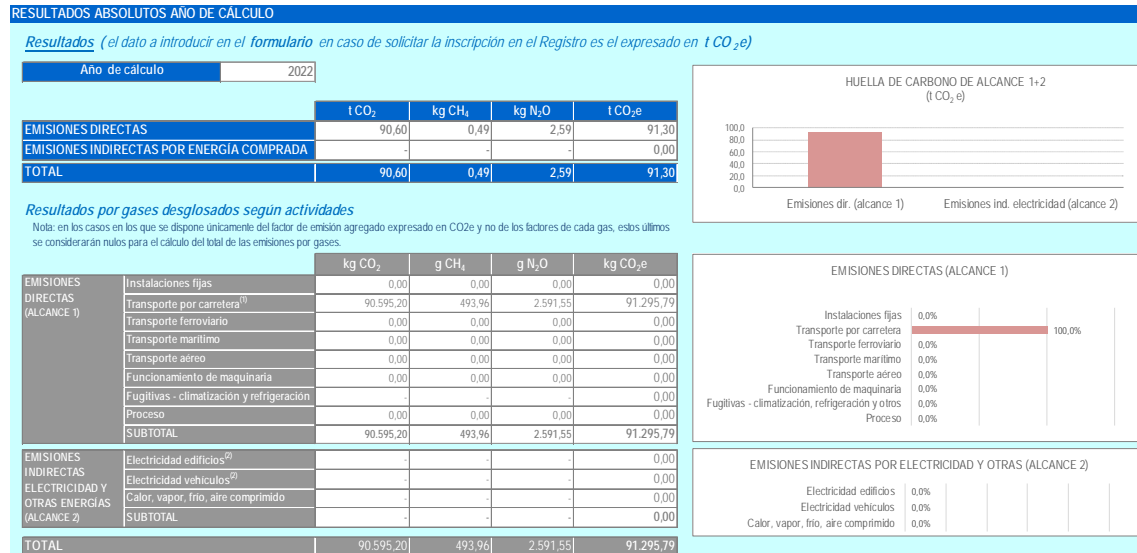 RESULTADOS ABSOLUTOS AÑO DE CÁLCULO
Resultados ( el dato a introducir en el formulario en caso de solicitar la inscripción en el Registro es el expresado en t CO₂e)
Año de cálculo 2022
t CO₂ kg CH₄ kg N₂O t CO₂e
EMISIONES DIRECTAS 90,60 0,49 2,59 91,30
EMISIONES INDIRECTAS POR ENERGÍA COMPRADA - - - 0,00
TOTAL 90,60 0,49 2,59 91,30
Resultados por gases desglosados según actividades
Nota: en los casos en los que se dispone únicamente del factor de emisión agregado expresado en CO2e y no de los factores de cada gas, estos últimos
se considerarán nulos para el cálculo del total de las emisiones por gases.
kg CO₂ g CH₄ g N₂O kg CO₂e
EMISIONES
DIRECTAS
(ALCANCE 1)
Instalaciones fijas 0,00 0,00 0,00 0,00
Transporte por carretera⁽¹⁾ 90.595,20 493,96 2.591,55 91.295,79
Transporte ferroviario 0,00 0,00 0,00 0,00
Transporte marítimo 0,00 0,00 0,00 0,00
Transporte aéreo 0,00 0,00 0,00 0,00
Funcionamiento de maquinaria 0,00 0,00 0,00 0,00
Fugitivas - climatización y refrigeración - - - 0,00
Proceso 0,00 0,00 0,00 0,00
SUBTOTAL 90.595,20 493,96 2.591,55 91.295,79
EMISIONES
INDIRECTAS
ELECTRICIDAD Y
OTRAS ENERGÍAS
(ALCANCE 2)
Electricidad edificios⁽²⁾ - - - 0,00
Electricidad vehículos⁽²⁾ - - - 0,00
Calor, vapor, frío, aire comprimido - - - 0,00
SUBTOTAL - - - 0,00
TOTAL 90.595,20 493,96 2.591,55 91.295,79
HUELLA DE CARBONO DE ALCANCE 1+2
(t CO₂ e)
100,0
80,0
60,0
40,0
20,0
0,0
Emisiones dir. (alcance 1) Emisiones ind. electricidad (alcance 2)
EMISIONES DIRECTAS (ALCANCE 1)
Instalaciones fijas 0,0%
Transporte por carretera 100,0%
Transporte ferroviario 0,0%
Transporte marítimo 0,0%
Transporte aéreo 0,0%
Funcionamiento de maquinaria 0,0%
Fugitivas - climatización, refrigeración y otros 0,0%
Proceso 0,0%
EMISIONES INDIRECTAS POR ELECTRICIDAD Y OTRAS (ALCANCE 2)
Electricidad edificios 0,0%
Electricidad vehículos 0,0%
Calor, vapor, frío, aire comprimido 0,0%